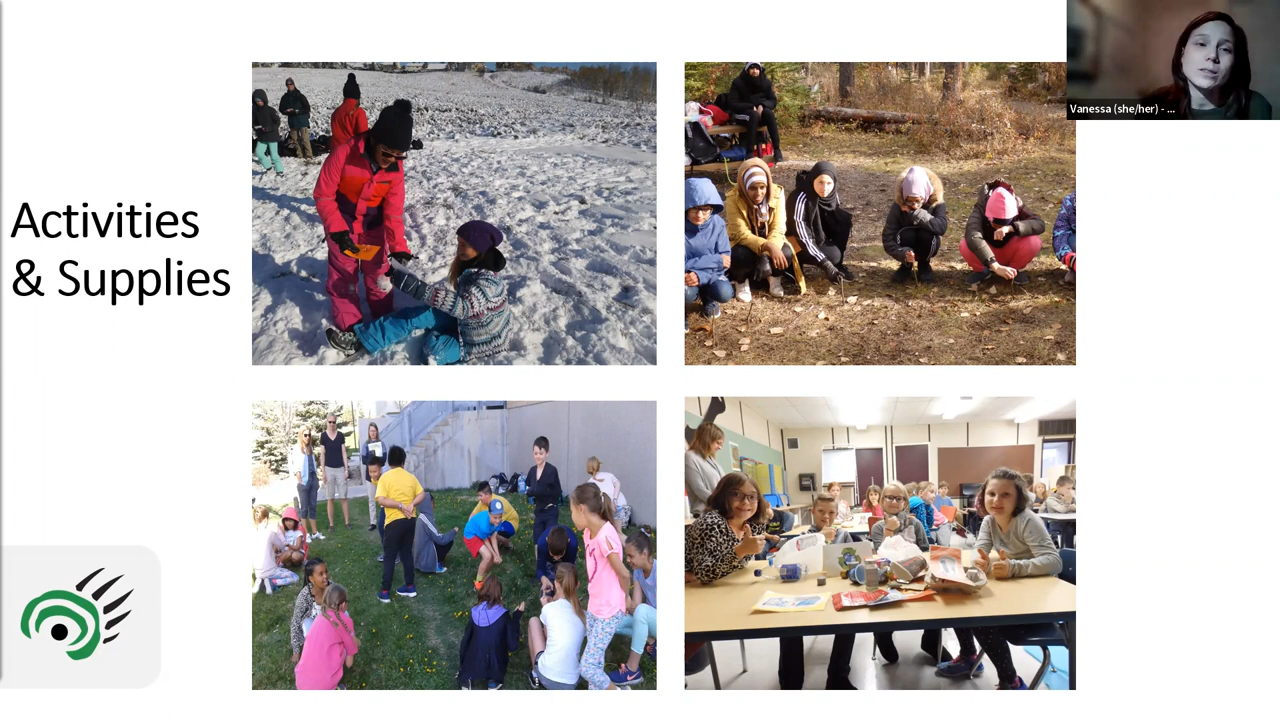 Activities
& Supplies
Vanessa (she/her) - ...